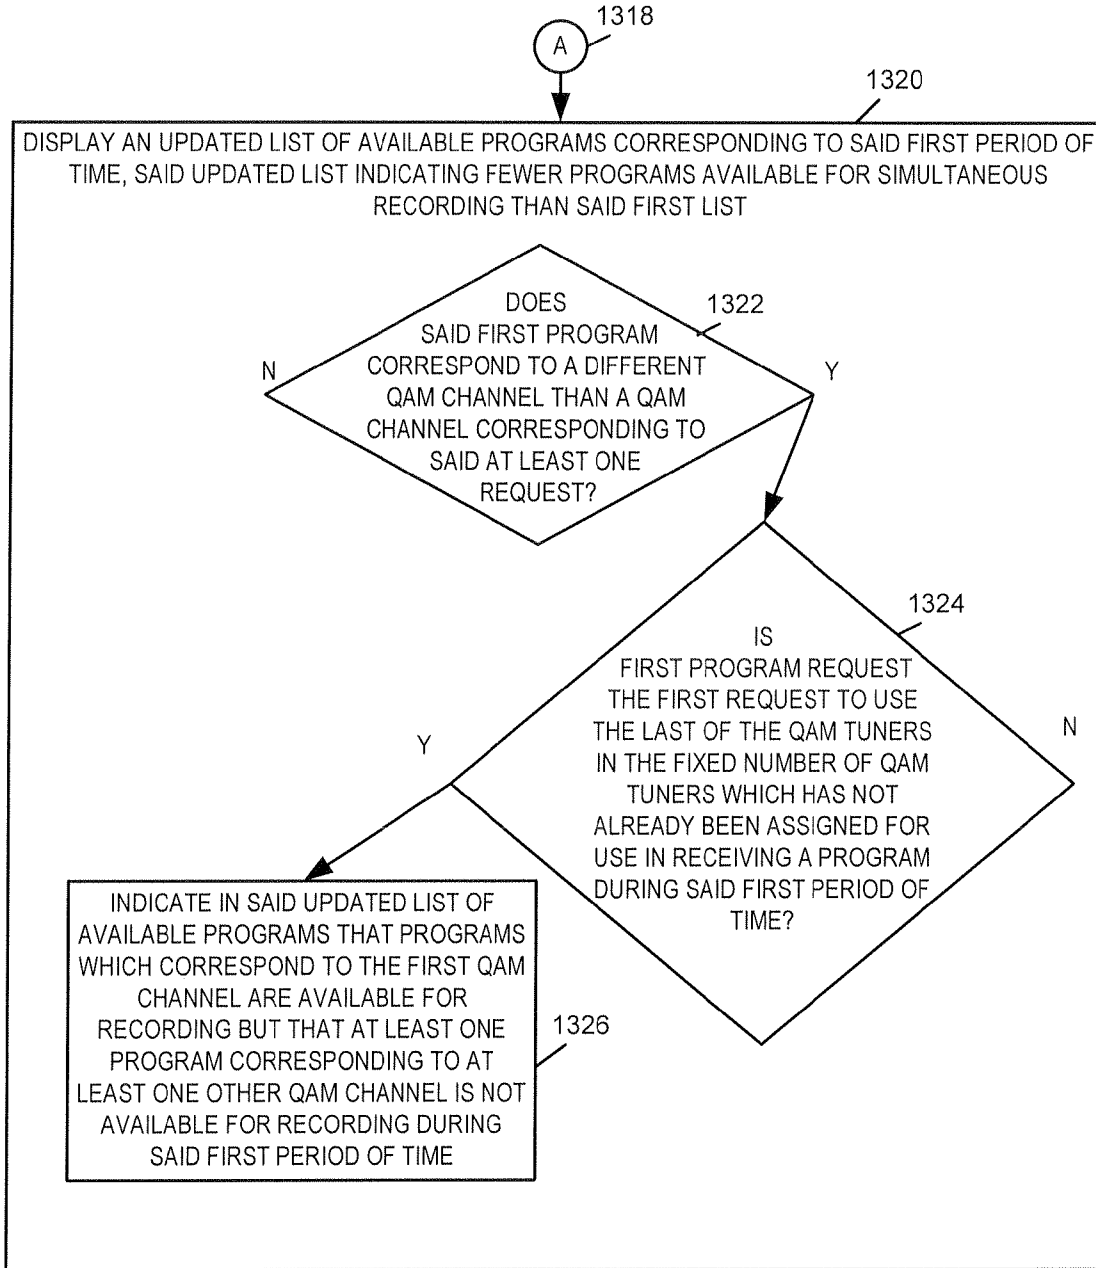 1318
A
1320
DISPLAY AN UPDATED LIST OF AVAILABLE PROGRAMS CORRESPONDING TO SAID FIRST PERIOD OF
TIME, SAID UPDATED LIST INDICATING FEWER PROGRAMS AVAILABLE FOR SIMULTANEOUS
RECORDING THAN SAID FIRST LIST
1322
DOES
SAID FIRST PROGRAM
CORRESPOND TO A DIFFERENT
QAM CHANNEL THAN A QAM
CHANNEL CORRESPONDING TO
SAID AT LEAST ONE
REQUEST?
N
Y
1324
IS
FIRST PROGRAM REQUEST
THE FIRST REQUEST TO USE
THE LAST OF THE QAM TUNERS
IN THE FIXED NUMBER OF QAM
TUNERS WHICH HAS NOT
ALREADY BEEN ASSIGNED FOR
USE IN RECEIVING A PROGRAM
DURING SAID FIRST PERIOD OF
TIME?
Y
N
INDICATE IN SAID UPDATED LIST OF
AVAILABLE PROGRAMS THAT PROGRAMS
WHICH CORRESPOND TO THE FIRST QAM
CHANNEL ARE AVAILABLE FOR
RECORDING BUT THAT AT LEAST ONE
PROGRAM CORRESPONDING TO AT
LEAST ONE OTHER QAM CHANNEL IS NOT
AVAILABLE FOR RECORDING DURING
SAID FIRST PERIOD OF TIME
1326